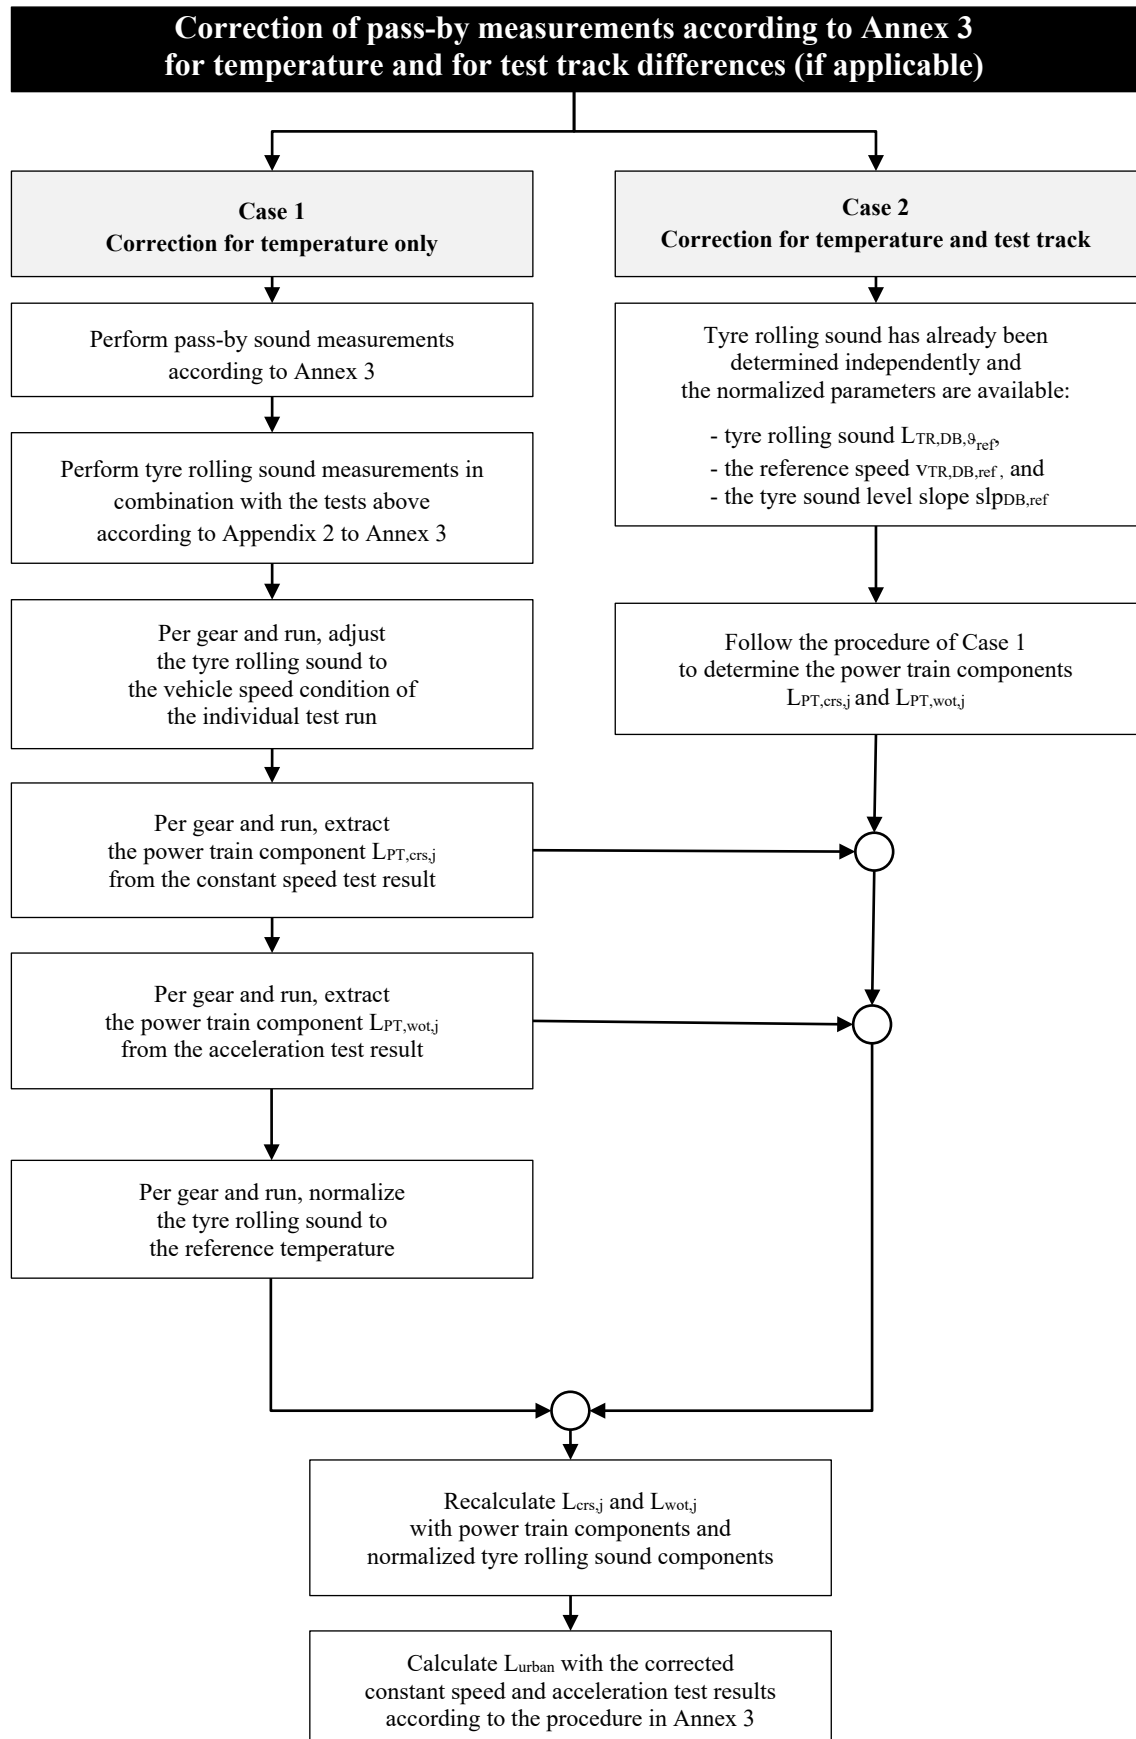 Correction of pass-by measurements according to Annex 3
for temperature and for test track differences (if applicable)
Case 1
Correction for temperature only
Perform pass-by sound measurements
according to Annex 3
Perform tyre rolling sound measurements in
combination with the tests above
according to Appendix 2 to Annex 3
Per gear and run, adjust
the tyre rolling sound to
the vehicle speed condition of
the individual test run
Per gear and run, extract
the power train component LPT,crs,j
from the constant speed test result
Per gear and run, extract
the power train component LPT,wot,j
from the acceleration test result
Per gear and run, normalize
the tyre rolling sound to
the reference temperature
Case 2
Correction for temperature and test track
Tyre rolling sound has already been
determined independently and
the normalized parameters are available:
- tyre rolling sound LTR,DB,ϑref,
- the reference speed vTR,DB,ref , and
- the tyre sound level slope slpDB,ref
Follow the procedure of Case 1
to determine the power train components
LPT,crs,j and LPT,wot,j
Recalculate Lcrs,j and Lwot,j
with power train components and
normalized tyre rolling sound components
Calculate Lurban with the corrected
constant speed and acceleration test results
according to the procedure in Annex 3